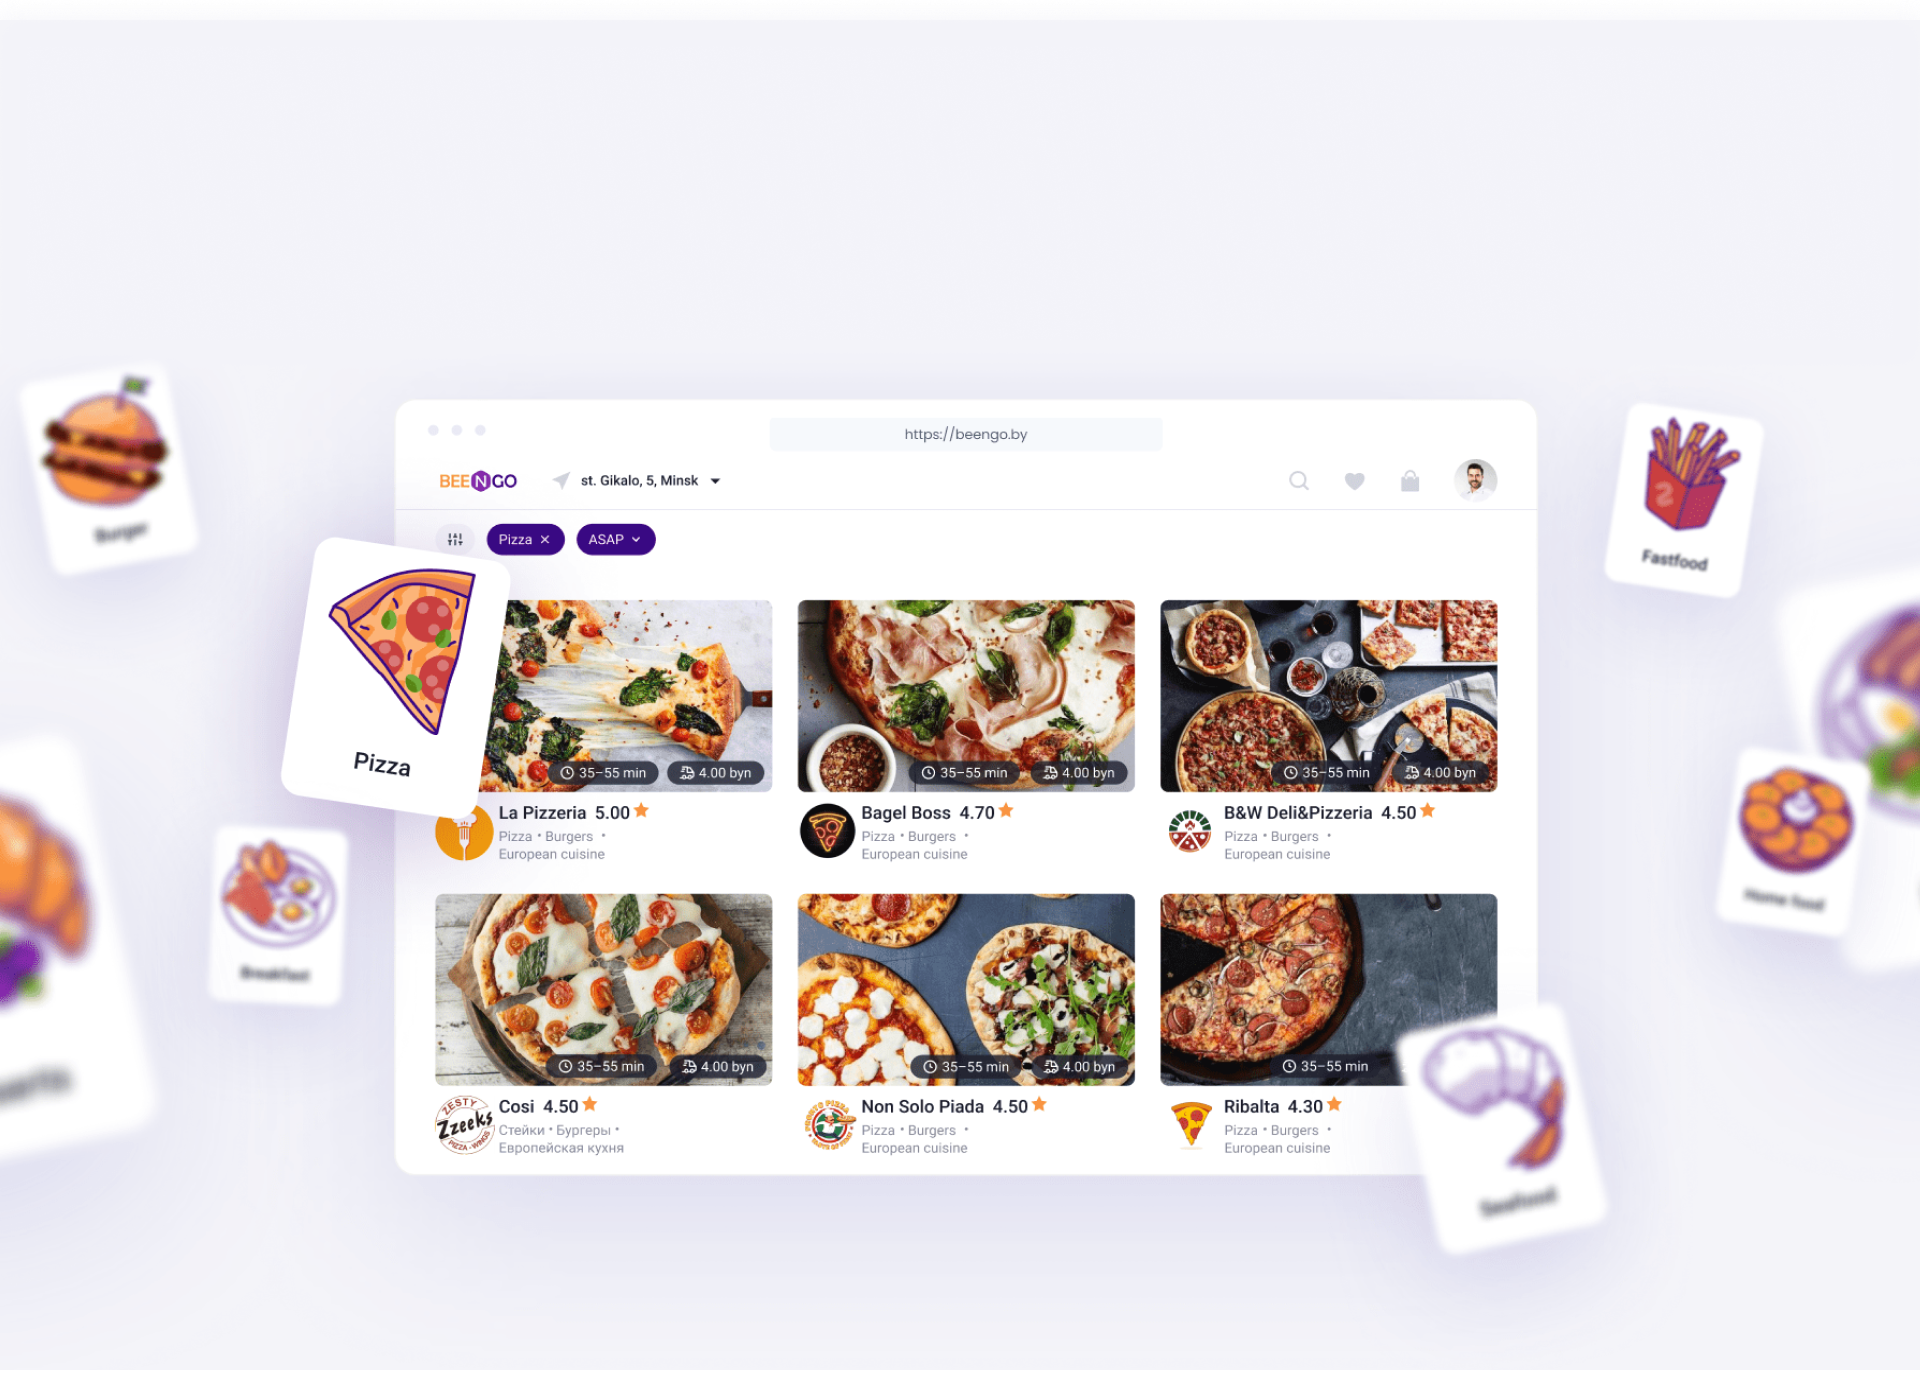 https://beengo.by
BEENGO
st. Gikalo, 5, Minsk
Pizza ×
ASAP
Burger
Fastfood
Pizza
35–55 min
4.00 byn
35–55 min
4.00 byn
35–55 min
4.00 byn
La Pizzeria 5.00
Pizza • Burgers •
European cuisine
Bagel Boss 4.70
Pizza • Burgers •
European cuisine
B&W Deli&Pizzeria 4.50
Pizza • Burgers •
European cuisine
Breakfast
Home food
35–55 min
4.00 byn
35–55 min
4.00 byn
35–55 min
ZESTY
Zzeeks
PIZZA • WINGS
Cosi 4.50
Стейки • Бургеры •
Европейская кухня
Non Solo Piada 4.50
Pizza • Burgers •
European cuisine
Ribalta 4.30
Pizza • Burgers •
European cuisine
Seafood